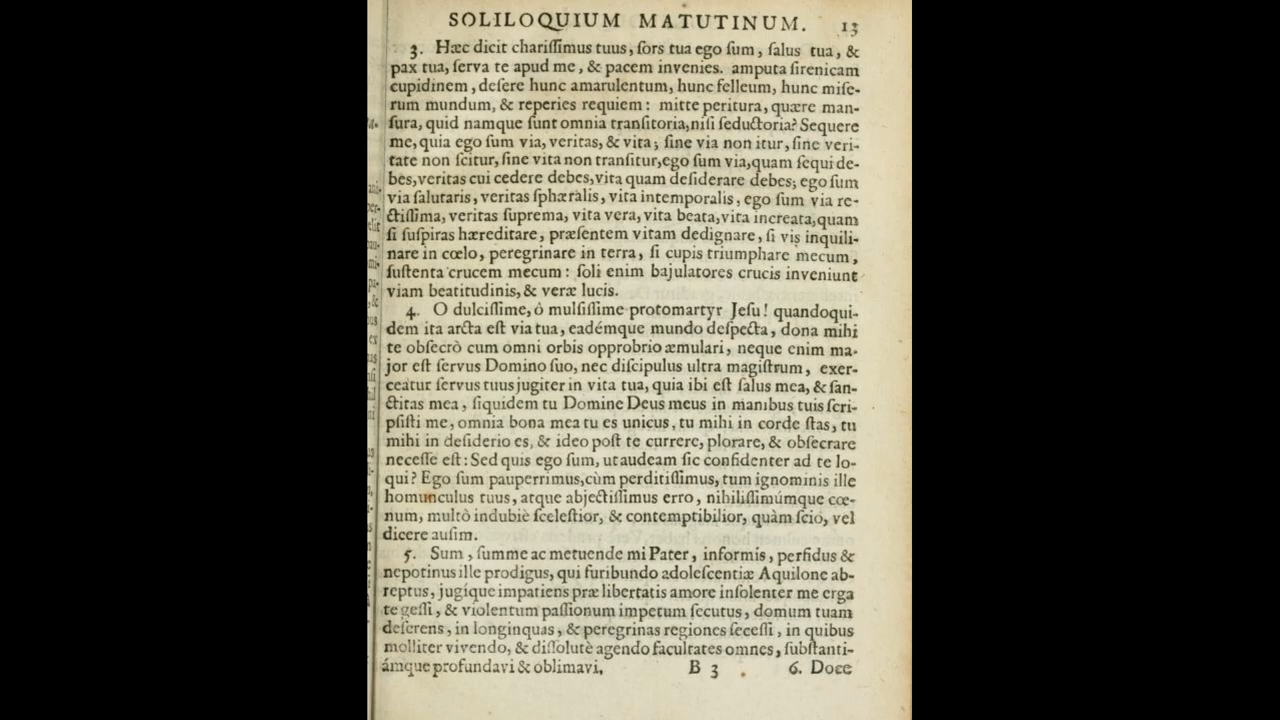 SOLILOQUIUM MATUTINUM. 13
3. Hæc dicit chariſſimus tuus, ſors tua ego ſum, ſalus tua, &
pax tua, ſerva te apud me, & pacem invenies. amputa ſirenicam
cupidinem, deſere hunc amarulentum, hunc felleum, hunc miſe-
rum mundum, & reperies requiem: mitte peritura, quære man-
ſura, quid namque ſunt omnia tranſitoria, niſi ſeductoria? Sequere
me, quia ego ſum via, veritas, & vita; ſine via non itur, ſine veri-
tate non ſcitur, ſine vita non tranſitur, ego ſum via, quam ſequi de-
bes, veritas cui cedere debes, vita quam deſiderare debes; ego ſum
via ſalutaris, veritas ſphæralis, vita intemporalis, ego ſum via re-
ctiſſima, veritas ſuprema, vita vera, vita beata, vita increata, quam
ſi ſuſpiras hæreditare, præſentem vitam dedignare, ſi vis inquili-
nare in cœlo, peregrinare in terra, ſi cupis triumphare mecum,
ſuſtenta crucem mecum: ſoli enim bajulatores crucis inveniunt
viam beatitudinis, & veræ lucis.
4. O dulciſſime, ò mulſiſſime protomartyr Jeſu! quandoqui-
dem ita arcta eſt via tua, eadémque mundo deſpecta, dona mihi
te obſecrò cum omni orbis opprobrio æmulari, neque enim ma-
jor eſt ſervus Domino ſuo, nec diſcipulus ultra magiſtrum, exer-
ceatur ſervus tuus jugiter in vita tua, quia ibi eſt ſalus mea, & ſan-
ctitas mea, ſiquidem tu Domine Deus meus in manibus tuis ſcri-
pſiſti me, omnia bona mea tu es unicus, tu mihi in corde ſtas, tu
mihi in deſiderio es, & ideo poſt te currere, plorare, & obſecrare
neceſſe eſt: Sed quis ego ſum, ut audeam ſic confidenter ad te lo-
qui? Ego ſum pauperrimus, cùm perditiſſimus, tum ignominis ille
homunculus tuus, atque abjectiſſimus erro, nihiliſſimúmque cœ-
num, multò indubiè ſceleſtior, & contemptibilior, quàm ſcio, vel
dicere auſim.
5. Sum, ſumme ac metuende mi Pater, informis, perfidus &
nepotinus ille prodigus, qui furibundo adoleſcentiæ Aquilone ab-
reptus, jugíque impatiens præ libertatis amore inſolenter me erga
te geſſi, & violentum paſſionum impetum ſecutus, domum tuam
deſerens, in longinquas, & peregrinas regiones ſeceſſi, in quibus
molliter vivendo, & diſſolutè agendo facultates omnes, ſubſtanti-
ámque profundavi & oblimavi, B 3 6. Doce